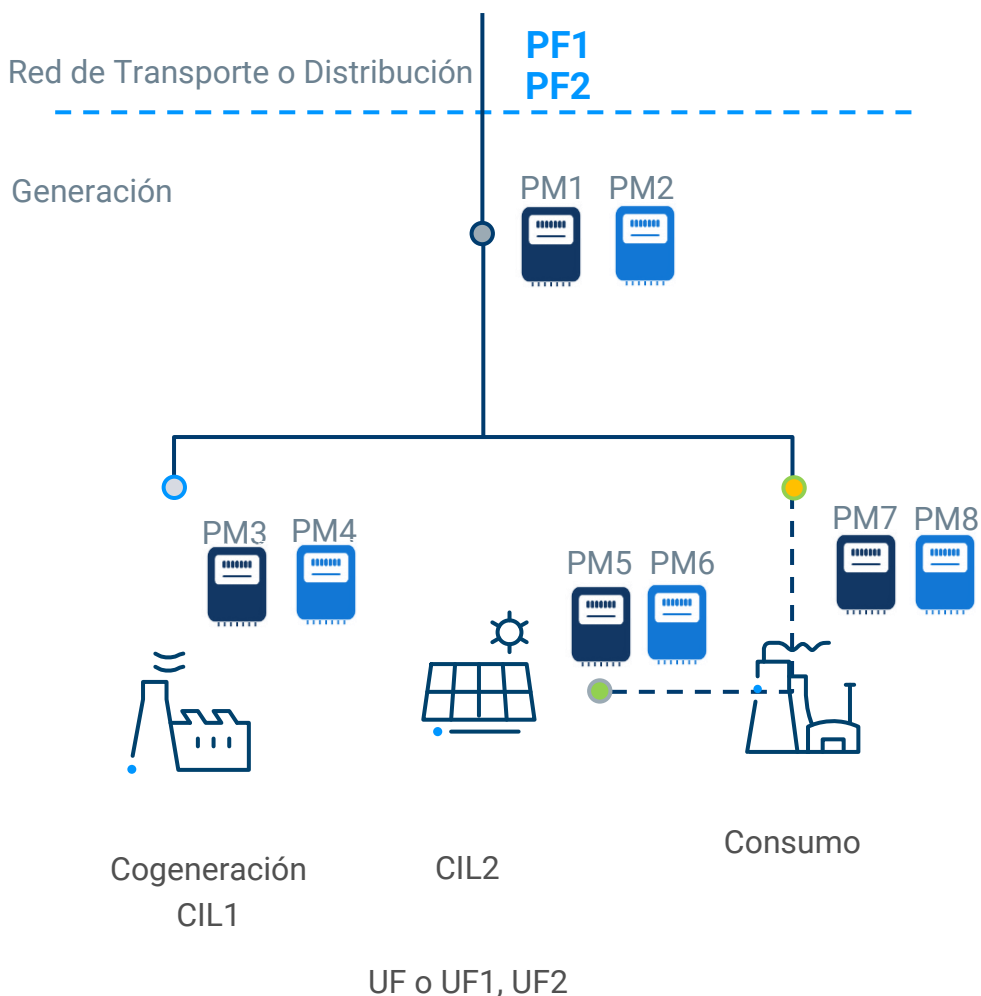 PF1
Red de Transporte o Distribución
PF2
Generación
PM1 PM2
PM3 PM4
PM5 PM6
PM7 PM8
Consumo
Cogeneración
CIL1
CIL2
UF o UF1, UF2